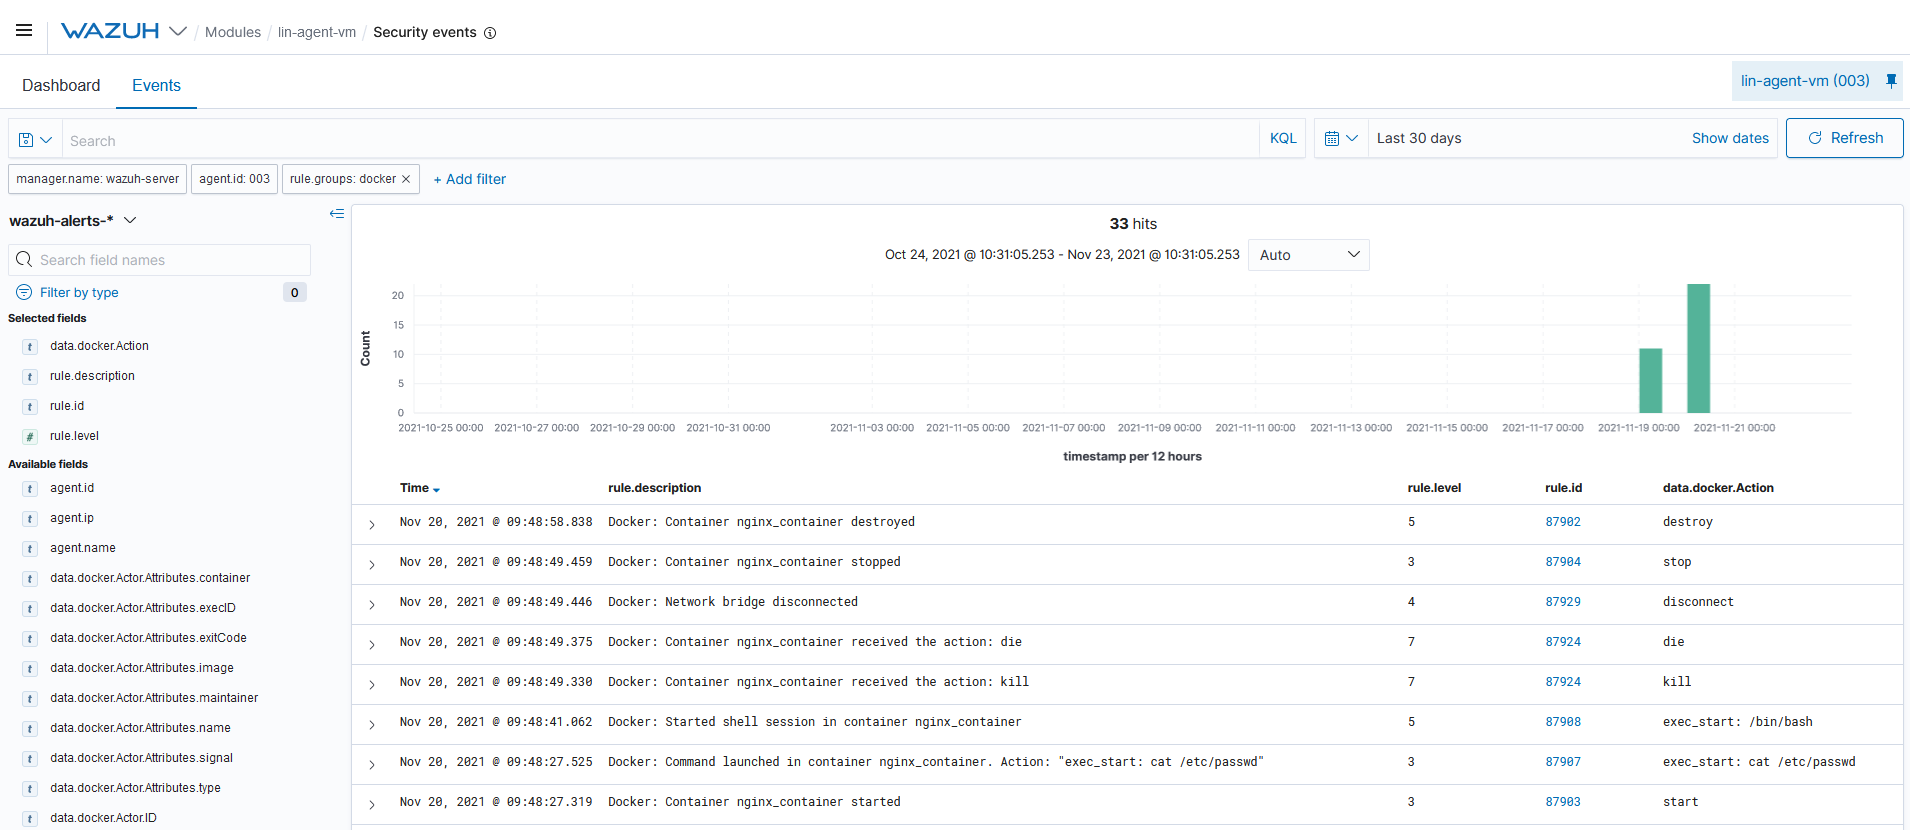 WAZUH / Modules / lin-agent-vm / Security events
Dashboard Events lin-agent-vm (003)
Search KQL Last 30 days Show dates Refresh
manager.name: wazuh-server agent.id: 003 rule.groups: docker × + Add filter
wazuh-alerts-*
Search field names
Filter by type 0
Selected fields
t data.docker.Action
t rule.description
t rule.id
# rule.level
Available fields
t agent.id
t agent.ip
t agent.name
t data.docker.Actor.Attributes.container
t data.docker.Actor.Attributes.execID
t data.docker.Actor.Attributes.exitCode
t data.docker.Actor.Attributes.image
t data.docker.Actor.Attributes.maintainer
t data.docker.Actor.Attributes.name
t data.docker.Actor.Attributes.signal
t data.docker.Actor.Attributes.type
t data.docker.Actor.ID
33 hits
Oct 24, 2021 @ 10:31:05.253 - Nov 23, 2021 @ 10:31:05.253 Auto
Count
20
15
10
5
0
2021-10-25 00:00 2021-10-27 00:00 2021-10-29 00:00 2021-10-31 00:00 2021-11-03 00:00 2021-11-05 00:00 2021-11-07 00:00 2021-11-09 00:00 2021-11-11 00:00 2021-11-13 00:00 2021-11-15 00:00 2021-11-17 00:00 2021-11-19 00:00 2021-11-21 00:00
timestamp per 12 hours
Time rule.description rule.level rule.id data.docker.Action
Nov 20, 2021 @ 09:48:58.838 Docker: Container nginx_container destroyed 5 87902 destroy
Nov 20, 2021 @ 09:48:49.459 Docker: Container nginx_container stopped 3 87904 stop
Nov 20, 2021 @ 09:48:49.446 Docker: Network bridge disconnected 4 87929 disconnect
Nov 20, 2021 @ 09:48:49.375 Docker: Container nginx_container received the action: die 7 87924 die
Nov 20, 2021 @ 09:48:49.330 Docker: Container nginx_container received the action: kill 7 87924 kill
Nov 20, 2021 @ 09:48:41.062 Docker: Started shell session in container nginx_container 5 87908 exec_start: /bin/bash
Nov 20, 2021 @ 09:48:27.525 Docker: Command launched in container nginx_container. Action: "exec_start: cat /etc/passwd" 3 87907 exec_start: cat /etc/passwd
Nov 20, 2021 @ 09:48:27.319 Docker: Container nginx_container started 3 87903 start